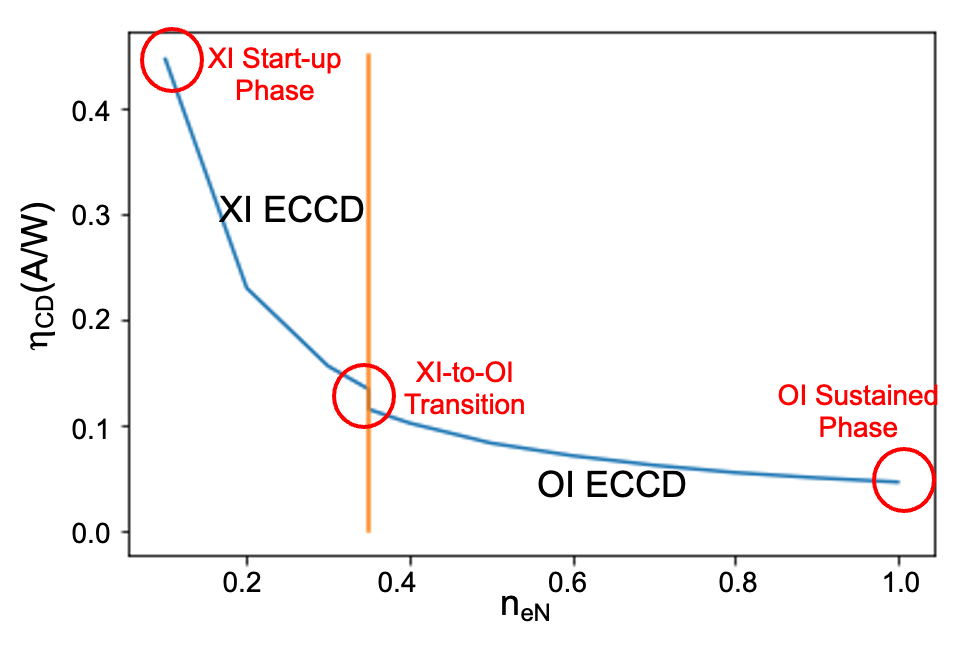 XI Start-up
Phase
0.4
XI ECCD
0.3
ηCD(A/W)
0.2
XI-to-OI
Transition
OI Sustained
Phase
0.1
OI ECCD
0.0
0.2 0.4 0.6 0.8 1.0
neN